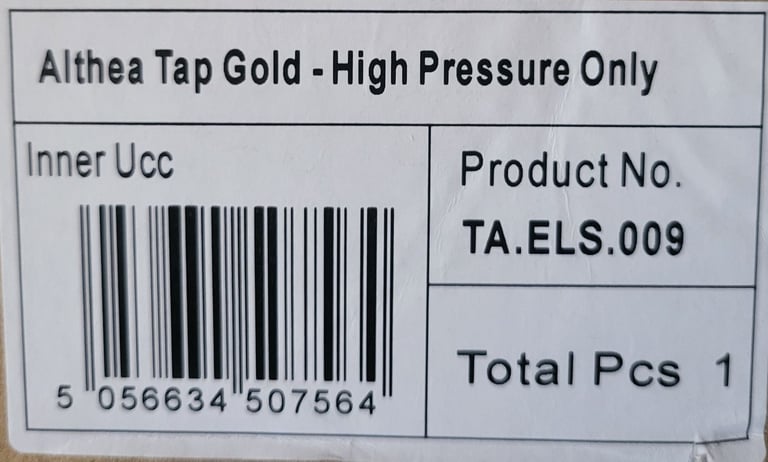 Althea Tap Gold - High Pressure Only
Inner Ucc
Product No.
TA.ELS.009
5 056634 507564
Total Pcs 1